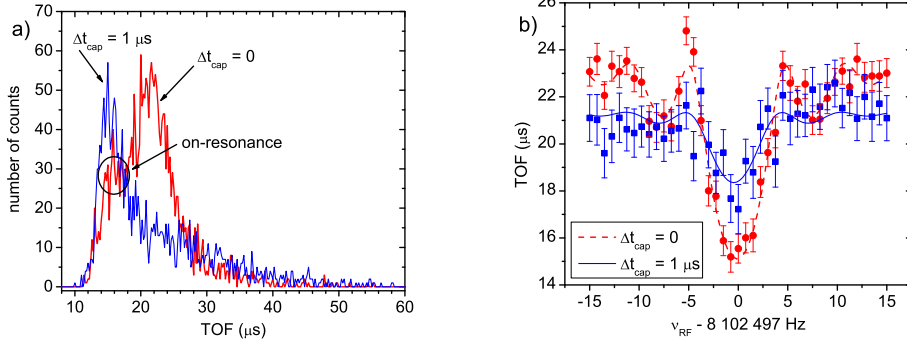 a)
Δt_cap = 1 μs
Δt_cap = 0
on-resonance
number of counts
70
60
50
40
30
20
10
0
10 20 30 40 50 60
TOF (μs)
b)
TOF (μs)
26
24
22
20
18
16
14
Δt_cap = 0
Δt_cap = 1 μs
-15 -10 -5 0 5 10 15
ν_RF - 8 102 497 Hz